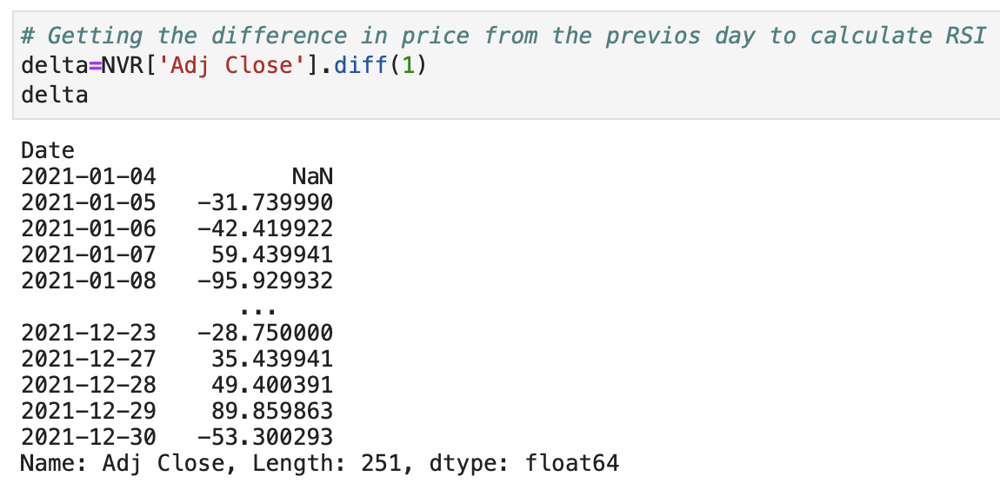 # Getting the difference in price from the previos day to calculate RSI
delta=NVR['Adj Close'].diff(1)
delta
Date
2021-01-04          NaN
2021-01-05   -31.739990
2021-01-06   -42.419922
2021-01-07    59.439941
2021-01-08   -95.929932
                ...
2021-12-23   -28.750000
2021-12-27    35.439941
2021-12-28    49.400391
2021-12-29    89.859863
2021-12-30   -53.300293
Name: Adj Close, Length: 251, dtype: float64